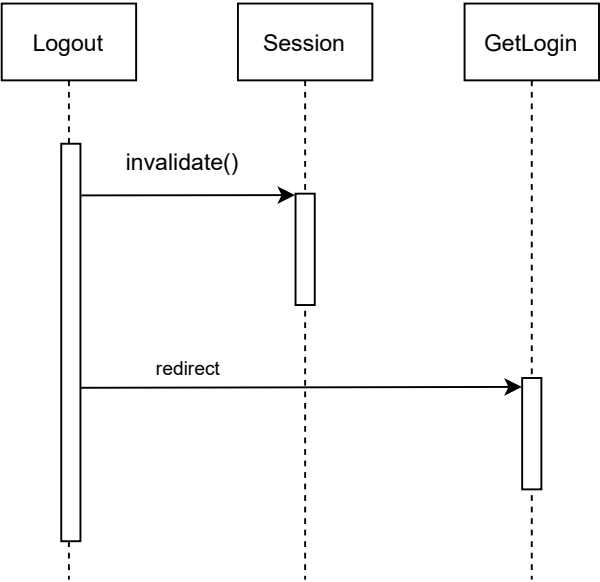 Logout
Session
GetLogin
invalidate()
redirect